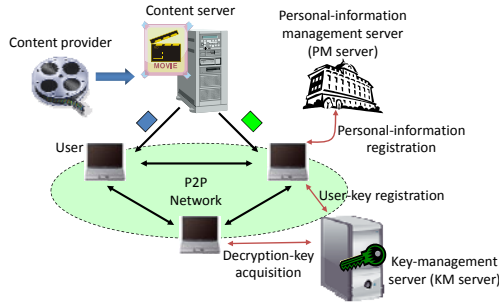 Content server
Content provider
MOVIE
Personal-information
management server
(PM server)
User
Personal-information
registration
P2P
Network
User-key registration
Decryption-key
acquisition
Key-management
server (KM server)